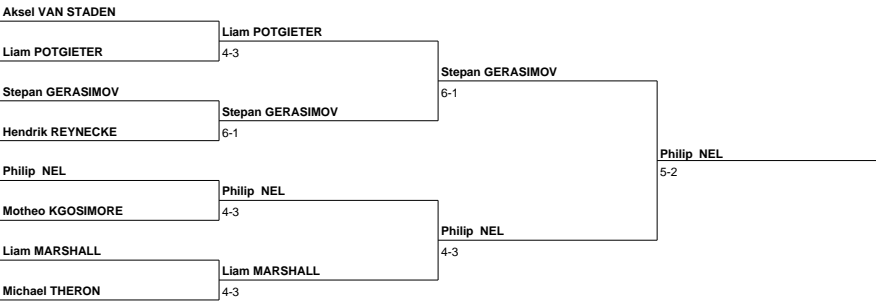 Aksel VAN STADEN
Liam POTGIETER
Liam POTGIETER
4-3
Stepan GERASIMOV
6-1
Stepan GERASIMOV
Stepan GERASIMOV
Hendrik REYNECKE
6-1
Philip NEL
5-2
Philip NEL
Philip NEL
Motheo KGOSIMORE
4-3
Philip NEL
4-3
Liam MARSHALL
Liam MARSHALL
Michael THERON
4-3